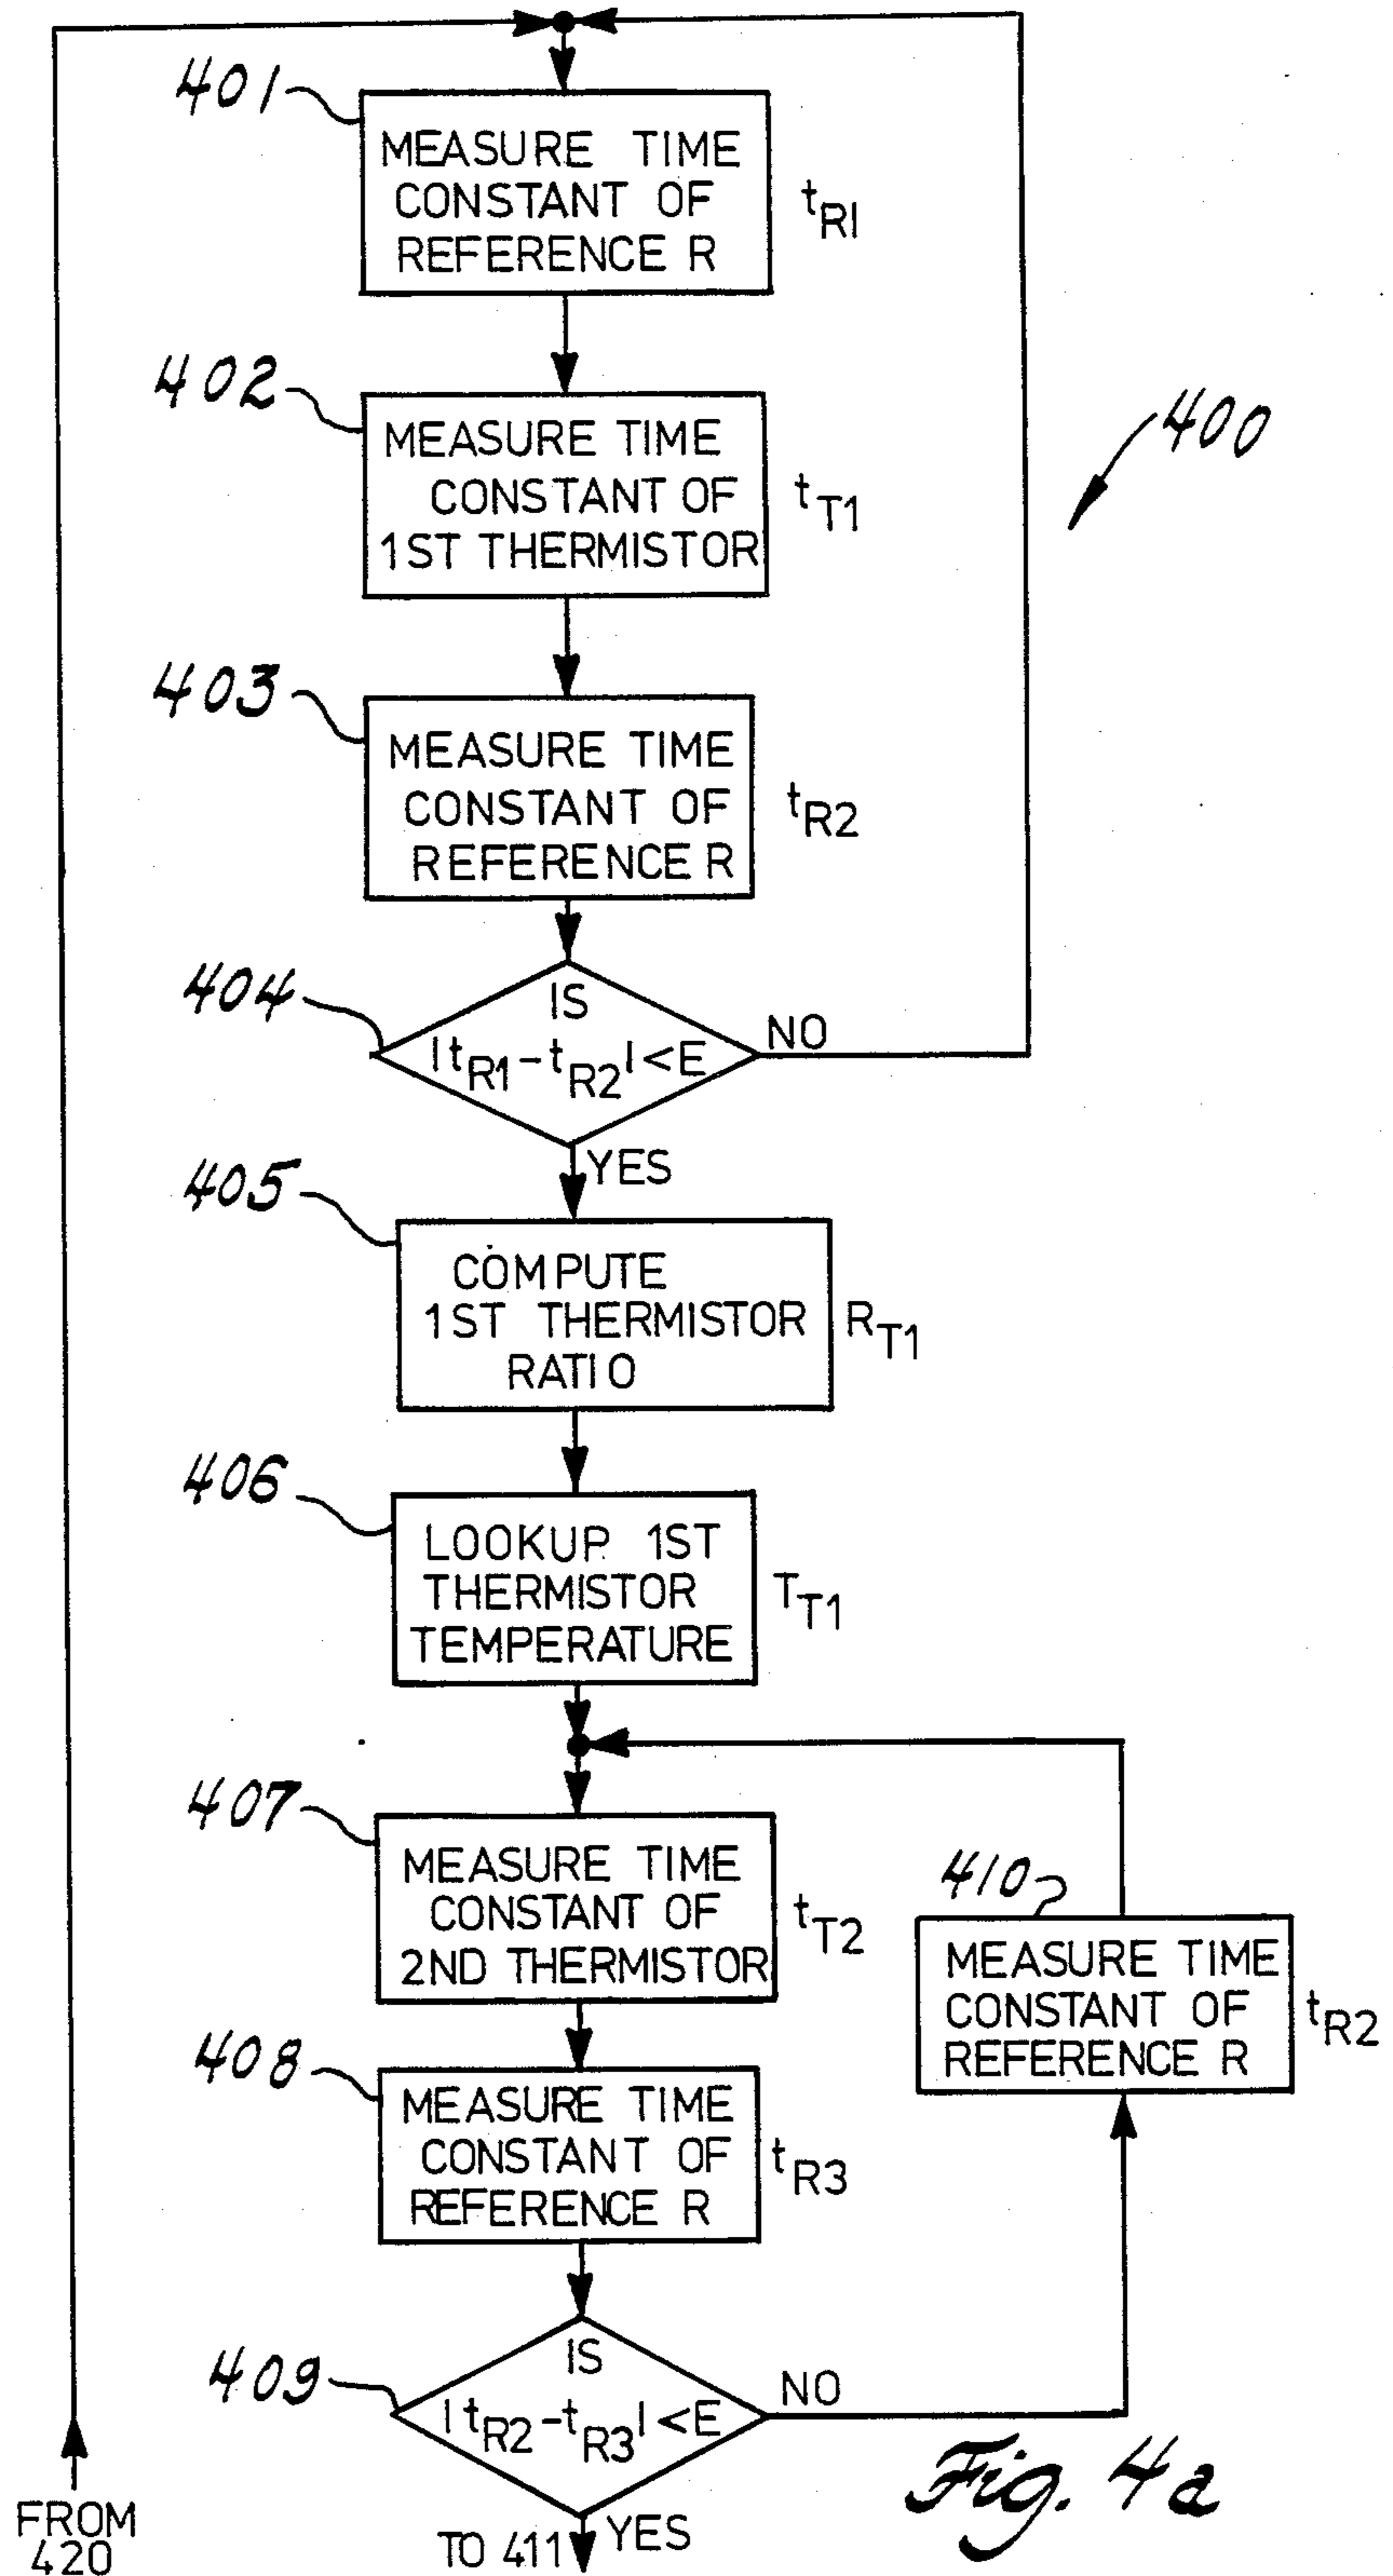 401
MEASURE TIME
CONSTANT OF
REFERENCE R
tR1
402
MEASURE TIME
CONSTANT OF
1ST THERMISTOR
tT1
400
403
MEASURE TIME
CONSTANT OF
REFERENCE R
tR2
404
IS
|tR1-tR2|<E
NO
YES
405
COMPUTE
1ST THERMISTOR
RATIO
RT1
406
LOOKUP 1ST
THERMISTOR
TEMPERATURE
TT1
407
MEASURE TIME
CONSTANT OF
2ND THERMISTOR
tT2
410
MEASURE TIME
CONSTANT OF
REFERENCE R
tR2
408
MEASURE TIME
CONSTANT OF
REFERENCE R
tR3
409
IS
|tR2-tR3|<E
NO
YES
TO 411
FROM
420
Fig. 4a